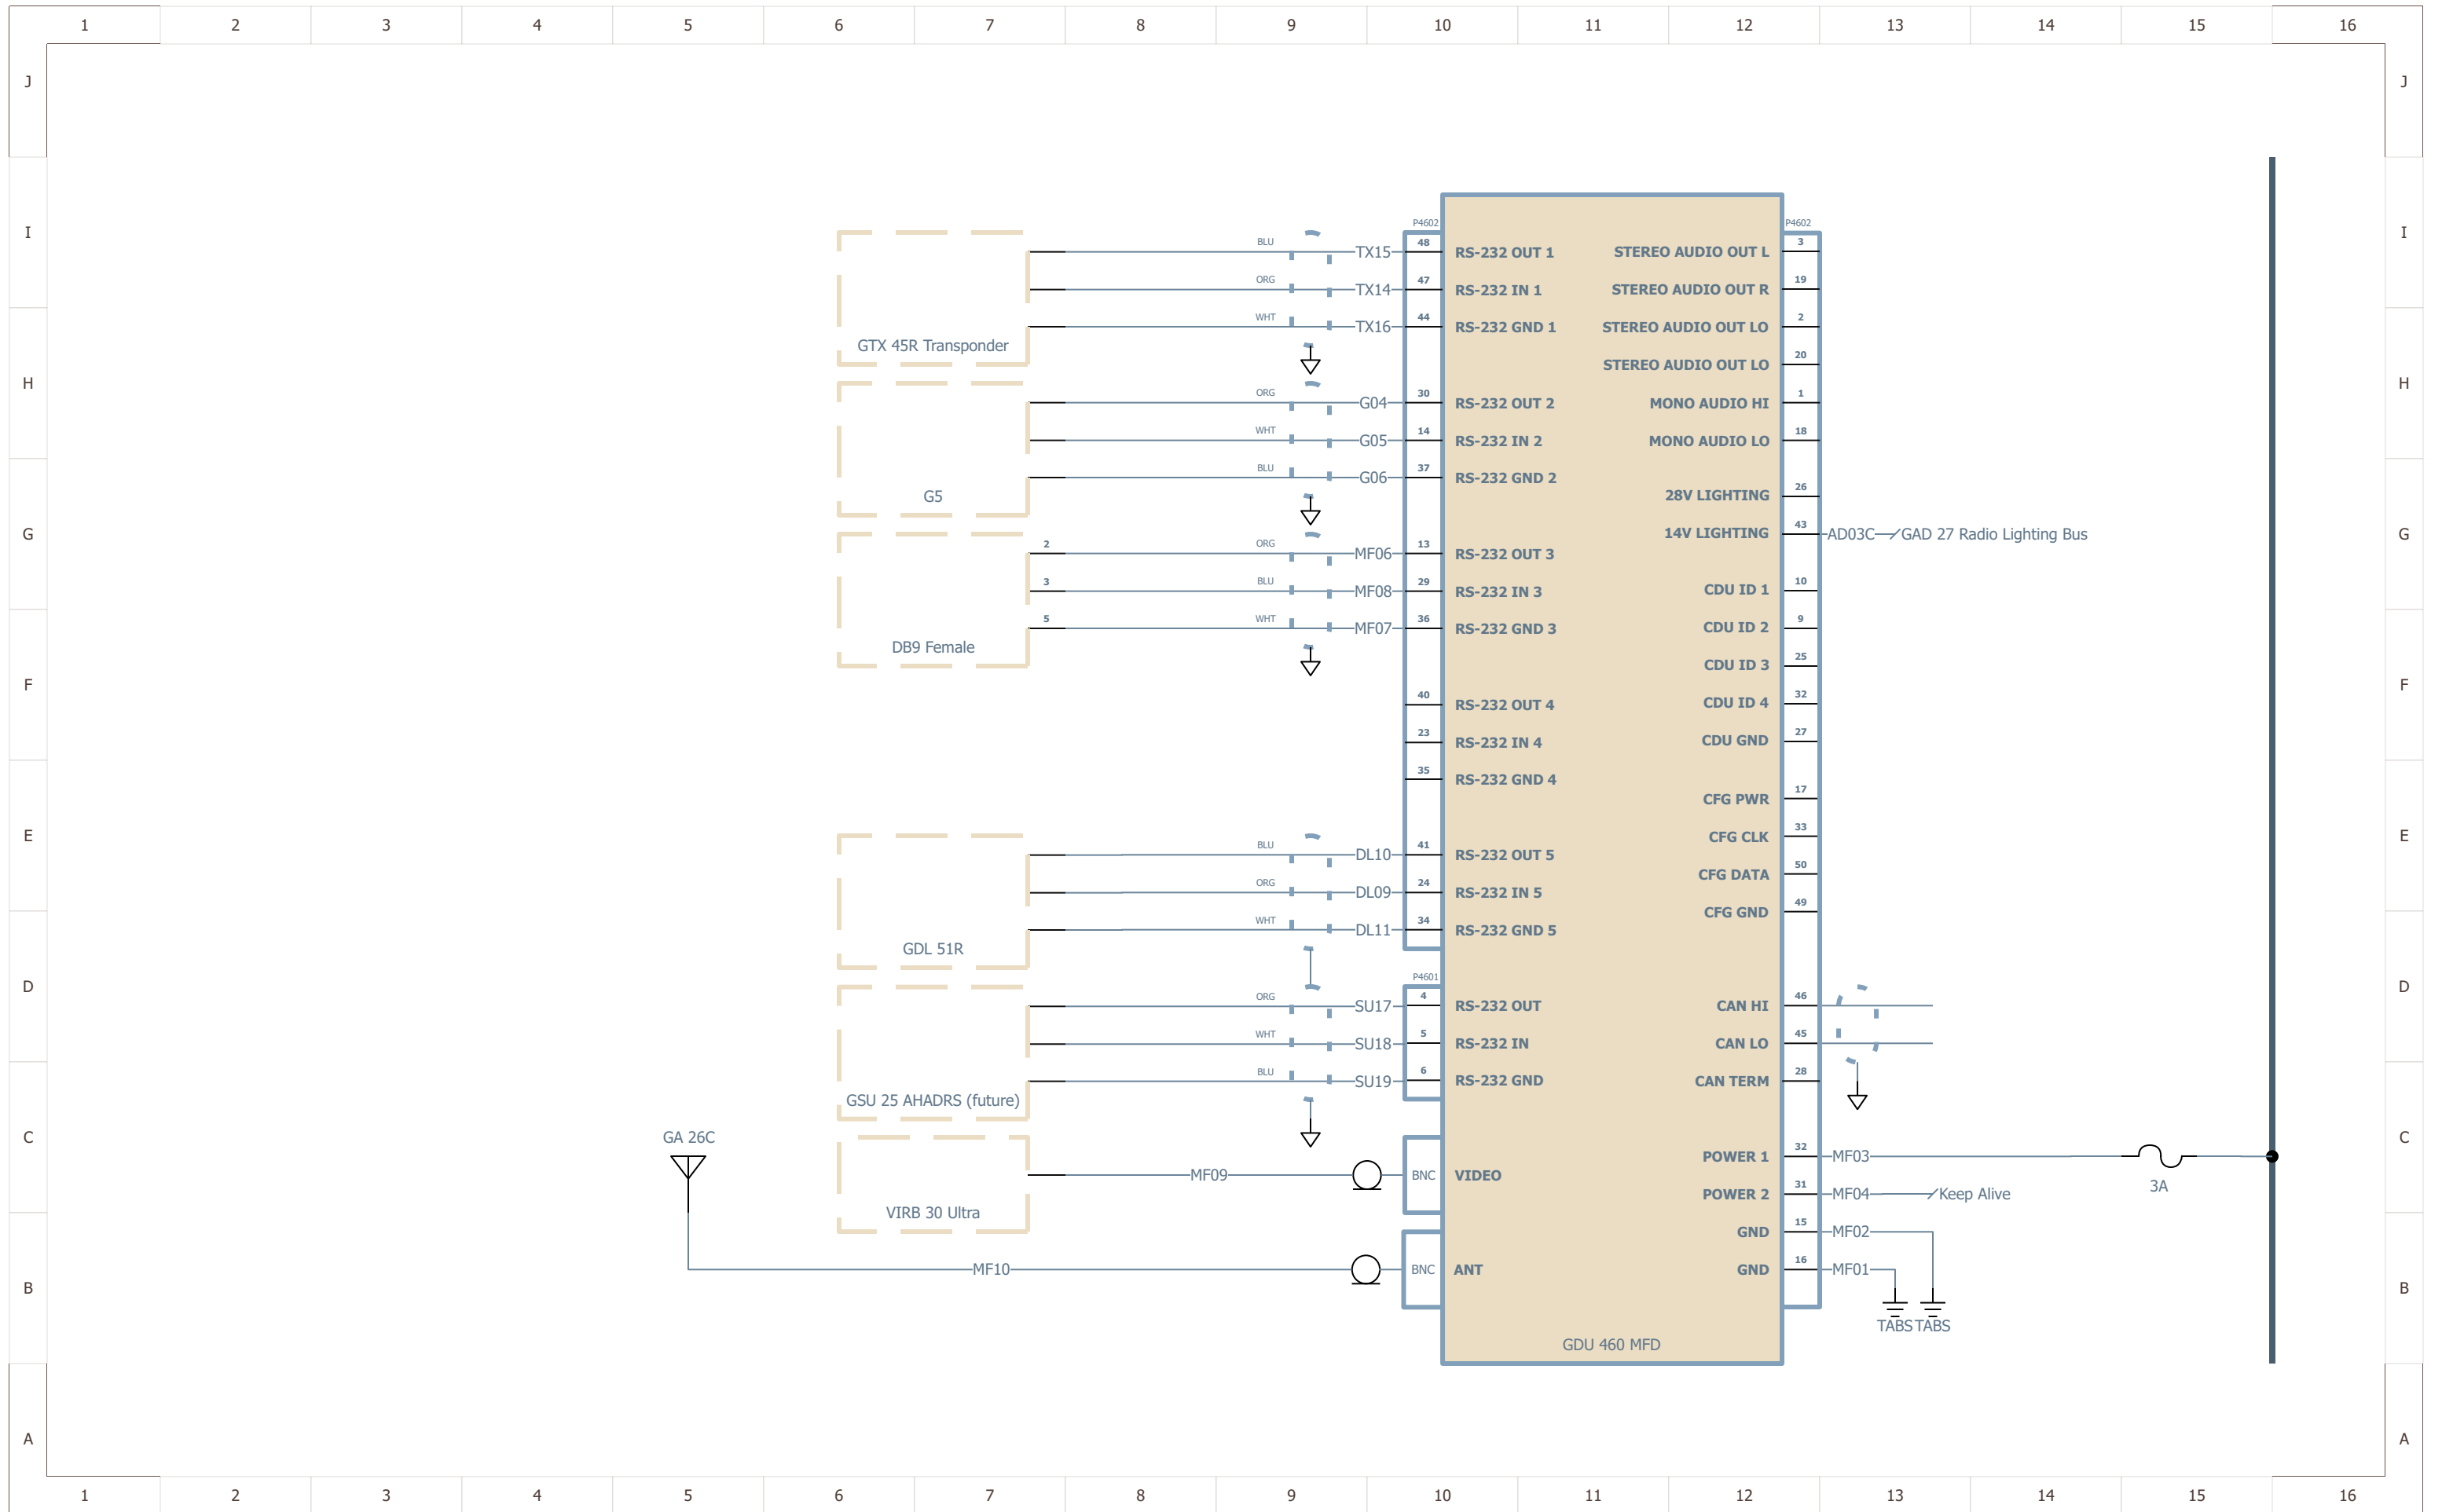 1 2 3 4 5 6 7 8 9 10 11 12 13 14 15 16
J J
I I
P4602 P4602
BLU TX15 48 RS-232 OUT 1 STEREO AUDIO OUT L 3
ORG TX14 47 RS-232 IN 1 STEREO AUDIO OUT R 19
WHT TX16 44 RS-232 GND 1 STEREO AUDIO OUT LO 2
GTX 45R Transponder
STEREO AUDIO OUT LO 20
H H
ORG G04 30 RS-232 OUT 2 MONO AUDIO HI 1
WHT G05 14 RS-232 IN 2 MONO AUDIO LO 18
BLU G06 37 RS-232 GND 2
G5 28V LIGHTING 26
G G
14V LIGHTING 43 AD03C GAD 27 Radio Lighting Bus
2 ORG MF06 13 RS-232 OUT 3
3 BLU MF08 29 RS-232 IN 3 CDU ID 1 10
5 WHT MF07 36 RS-232 GND 3 CDU ID 2 9
DB9 Female
CDU ID 3 25
F F
40 RS-232 OUT 4 CDU ID 4 32
23 RS-232 IN 4 CDU GND 27
35 RS-232 GND 4
CFG PWR 17
E E
CFG CLK 33
BLU DL10 41 RS-232 OUT 5
CFG DATA 50
ORG DL09 24 RS-232 IN 5
CFG GND 49
WHT DL11 34 RS-232 GND 5
GDL 51R
P4601
D D
ORG SU17 4 RS-232 OUT CAN HI 46
WHT SU18 5 RS-232 IN CAN LO 45
BLU SU19 6 RS-232 GND CAN TERM 28
GSU 25 AHADRS (future)
C C
GA 26C
POWER 1 32 MF03 3A
MF09 BNC VIDEO
POWER 2 31 MF04 Keep Alive
VIRB 30 Ultra
GND 15 MF02
MF10 BNC ANT GND 16 MF01
B B
TABS TABS
GDU 460 MFD
A A
1 2 3 4 5 6 7 8 9 10 11 12 13 14 15 16